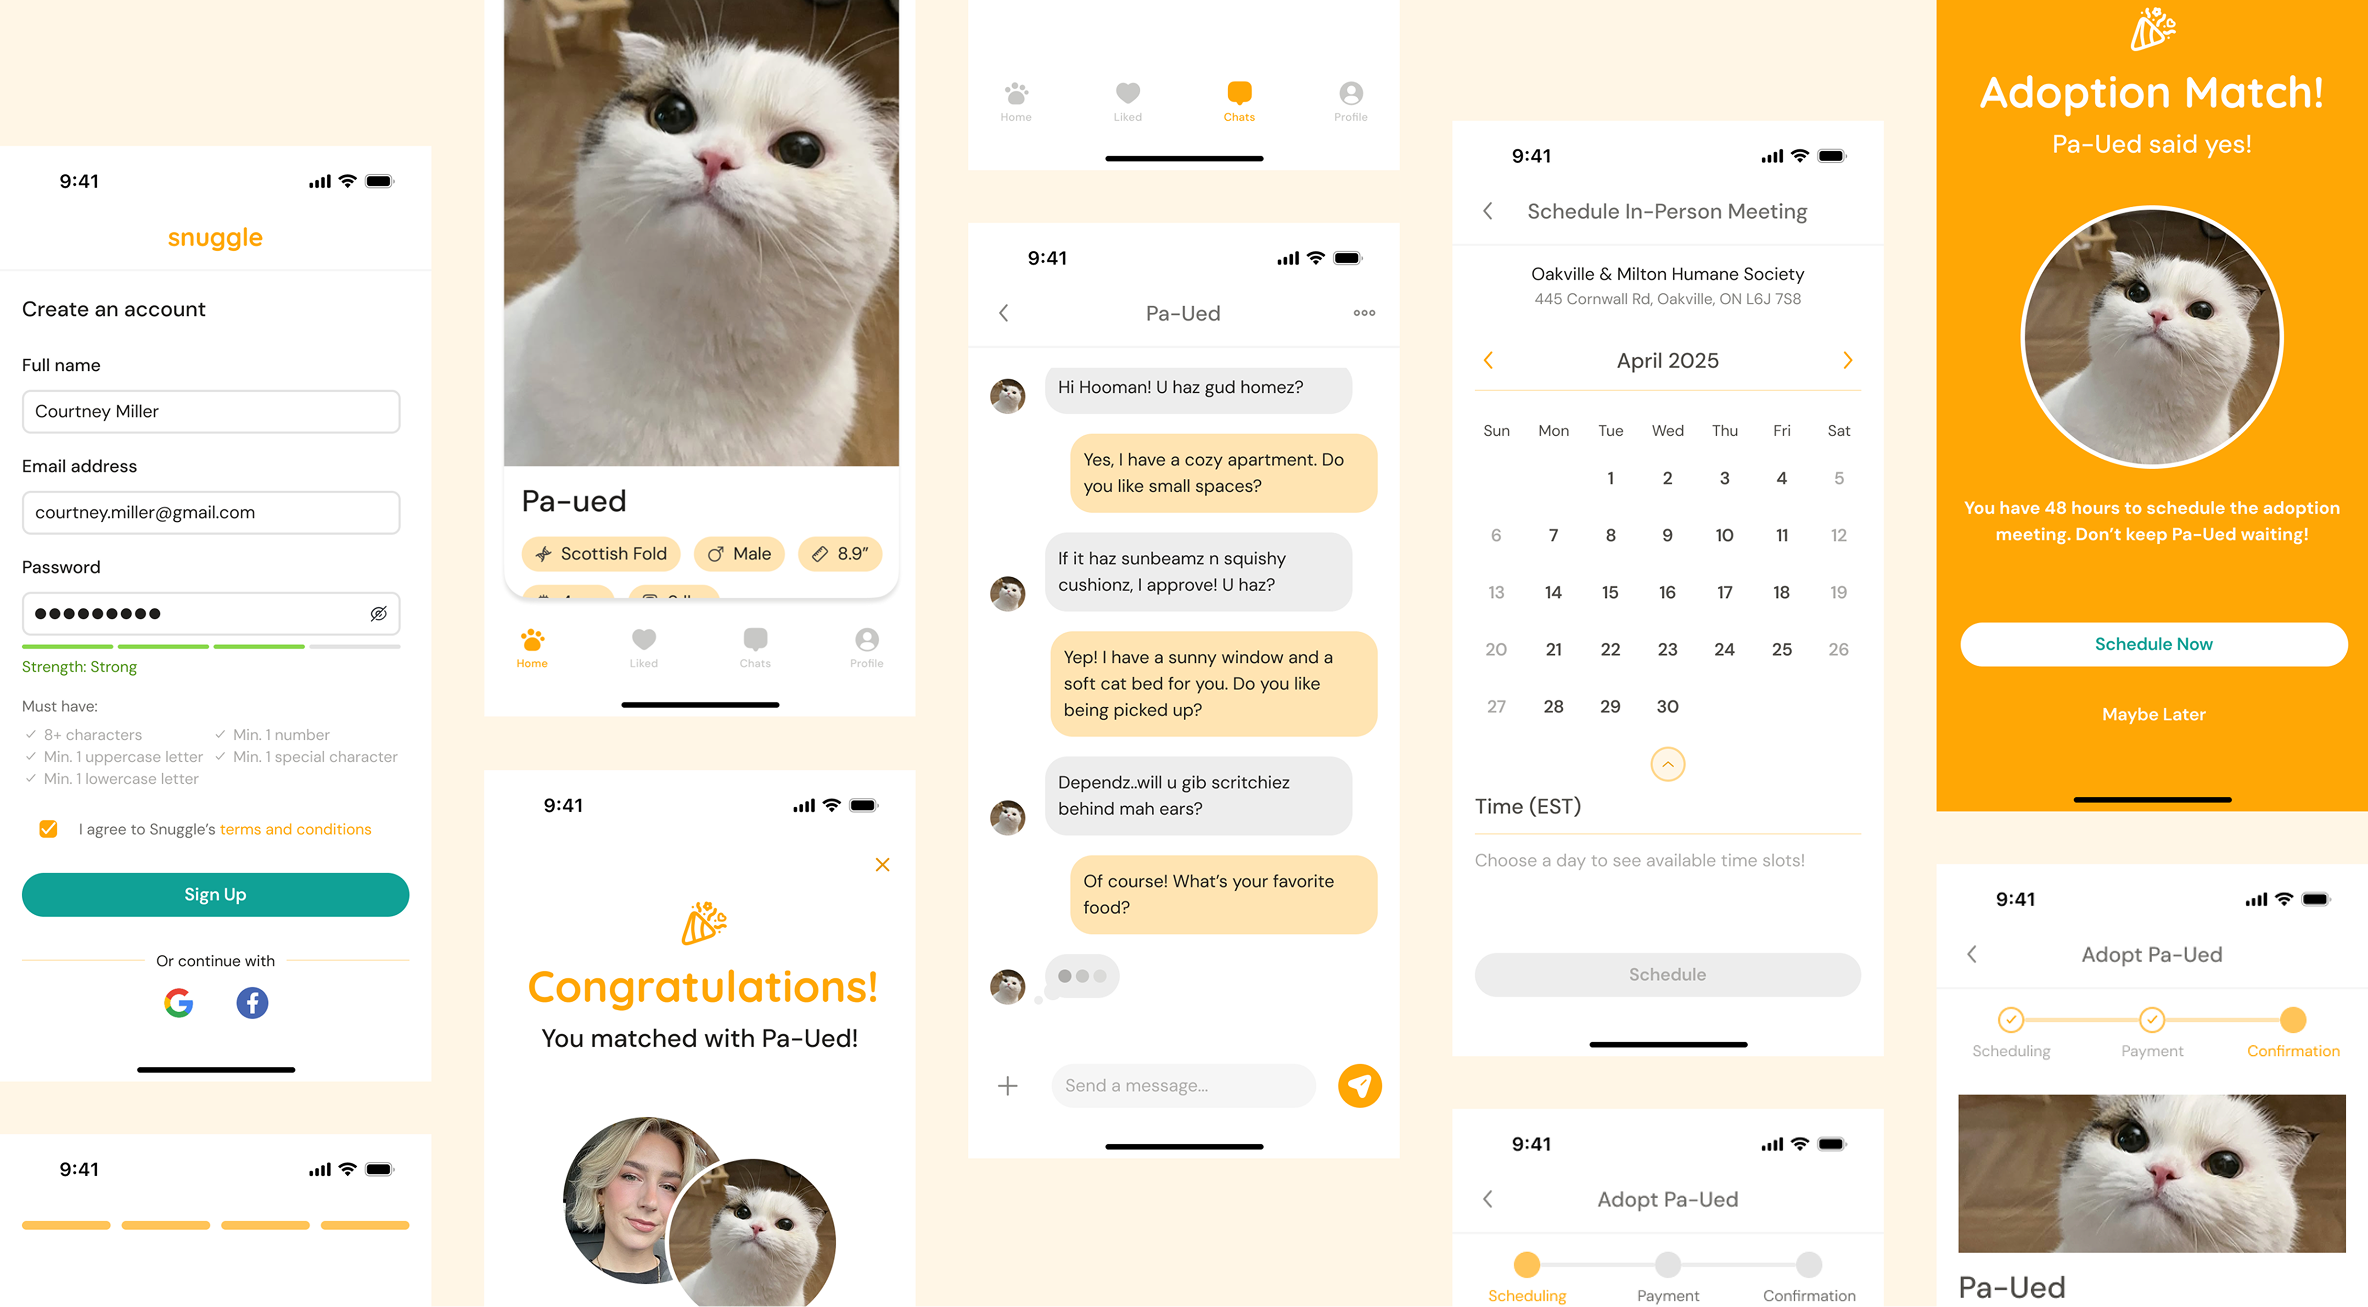 9:41
snuggle
Create an account
Full name
Courtney Miller
Email address
courtney.miller@gmail.com
Password
Strength: Strong
Must have:
8+ characters
Min. 1 number
Min. 1 uppercase letter
Min. 1 special character
Min. 1 lowercase letter
I agree to Snuggle's terms and conditions
Sign Up
Or continue with
9:41
Pa-ued
Scottish Fold
Male
8.9"
Home
Liked
Chats
Profile
9:41
Congratulations!
You matched with Pa-Ued!
Home
Liked
Chats
Profile
9:41
Pa-Ued
Hi Hooman! U haz gud homez?
Yes, I have a cozy apartment. Do
you like small spaces?
If it haz sunbeamz n squishy
cushionz, I approve! U haz?
Yep! I have a sunny window and a
soft cat bed for you. Do you like
being picked up?
Dependz..will u gib scritchiez
behind mah ears?
Of course! What's your favorite
food?
Send a message...
9:41
Schedule In-Person Meeting
Oakville & Milton Humane Society
445 Cornwall Rd, Oakville, ON L6J 7S8
April 2025
Sun Mon Tue Wed Thu Fri Sat
1 2 3 4 5
6 7 8 9 10 11 12
13 14 15 16 17 18 19
20 21 22 23 24 25 26
27 28 29 30
Time (EST)
Choose a day to see available time slots!
Schedule
9:41
Adopt Pa-Ued
Scheduling
Payment
Confirmation
Adoption Match!
Pa-Ued said yes!
You have 48 hours to schedule the adoption
meeting. Don't keep Pa-Ued waiting!
Schedule Now
Maybe Later
9:41
Adopt Pa-Ued
Scheduling
Payment
Confirmation
Pa-Ued